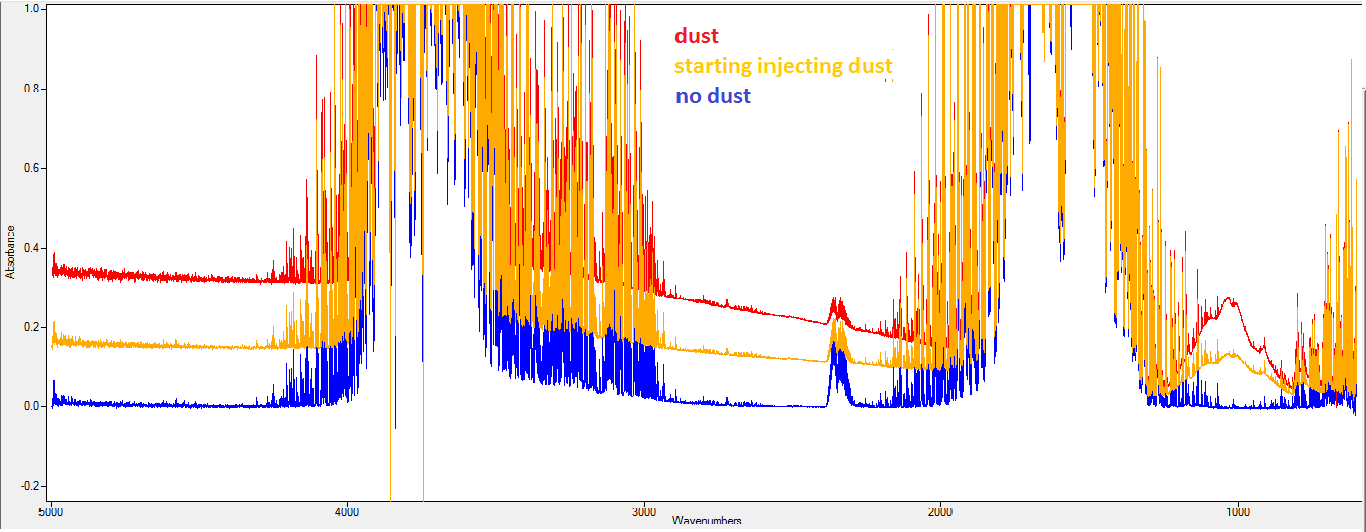 dust
starting injecting dust
no dust
1.0
0.8
0.6
0.4
0.2
0.0
-0.2
Absorbance
5000 4000 3000 2000 1000
Wavenumbers